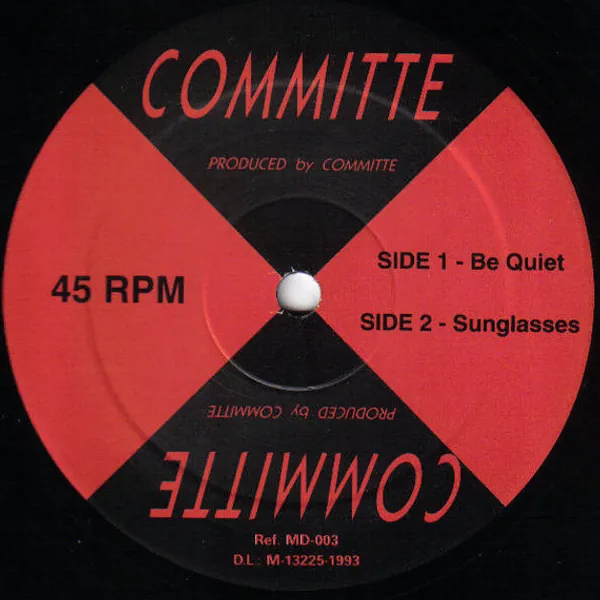 COMMITTE
PRODUCED by COMMITTE
SIDE 1 - Be Quiet
45 RPM
SIDE 2 - Sunglasses
PRODUCED by COMMITTE
COMMITTE
Ref. MD-003
D.L.: M-13225-1993